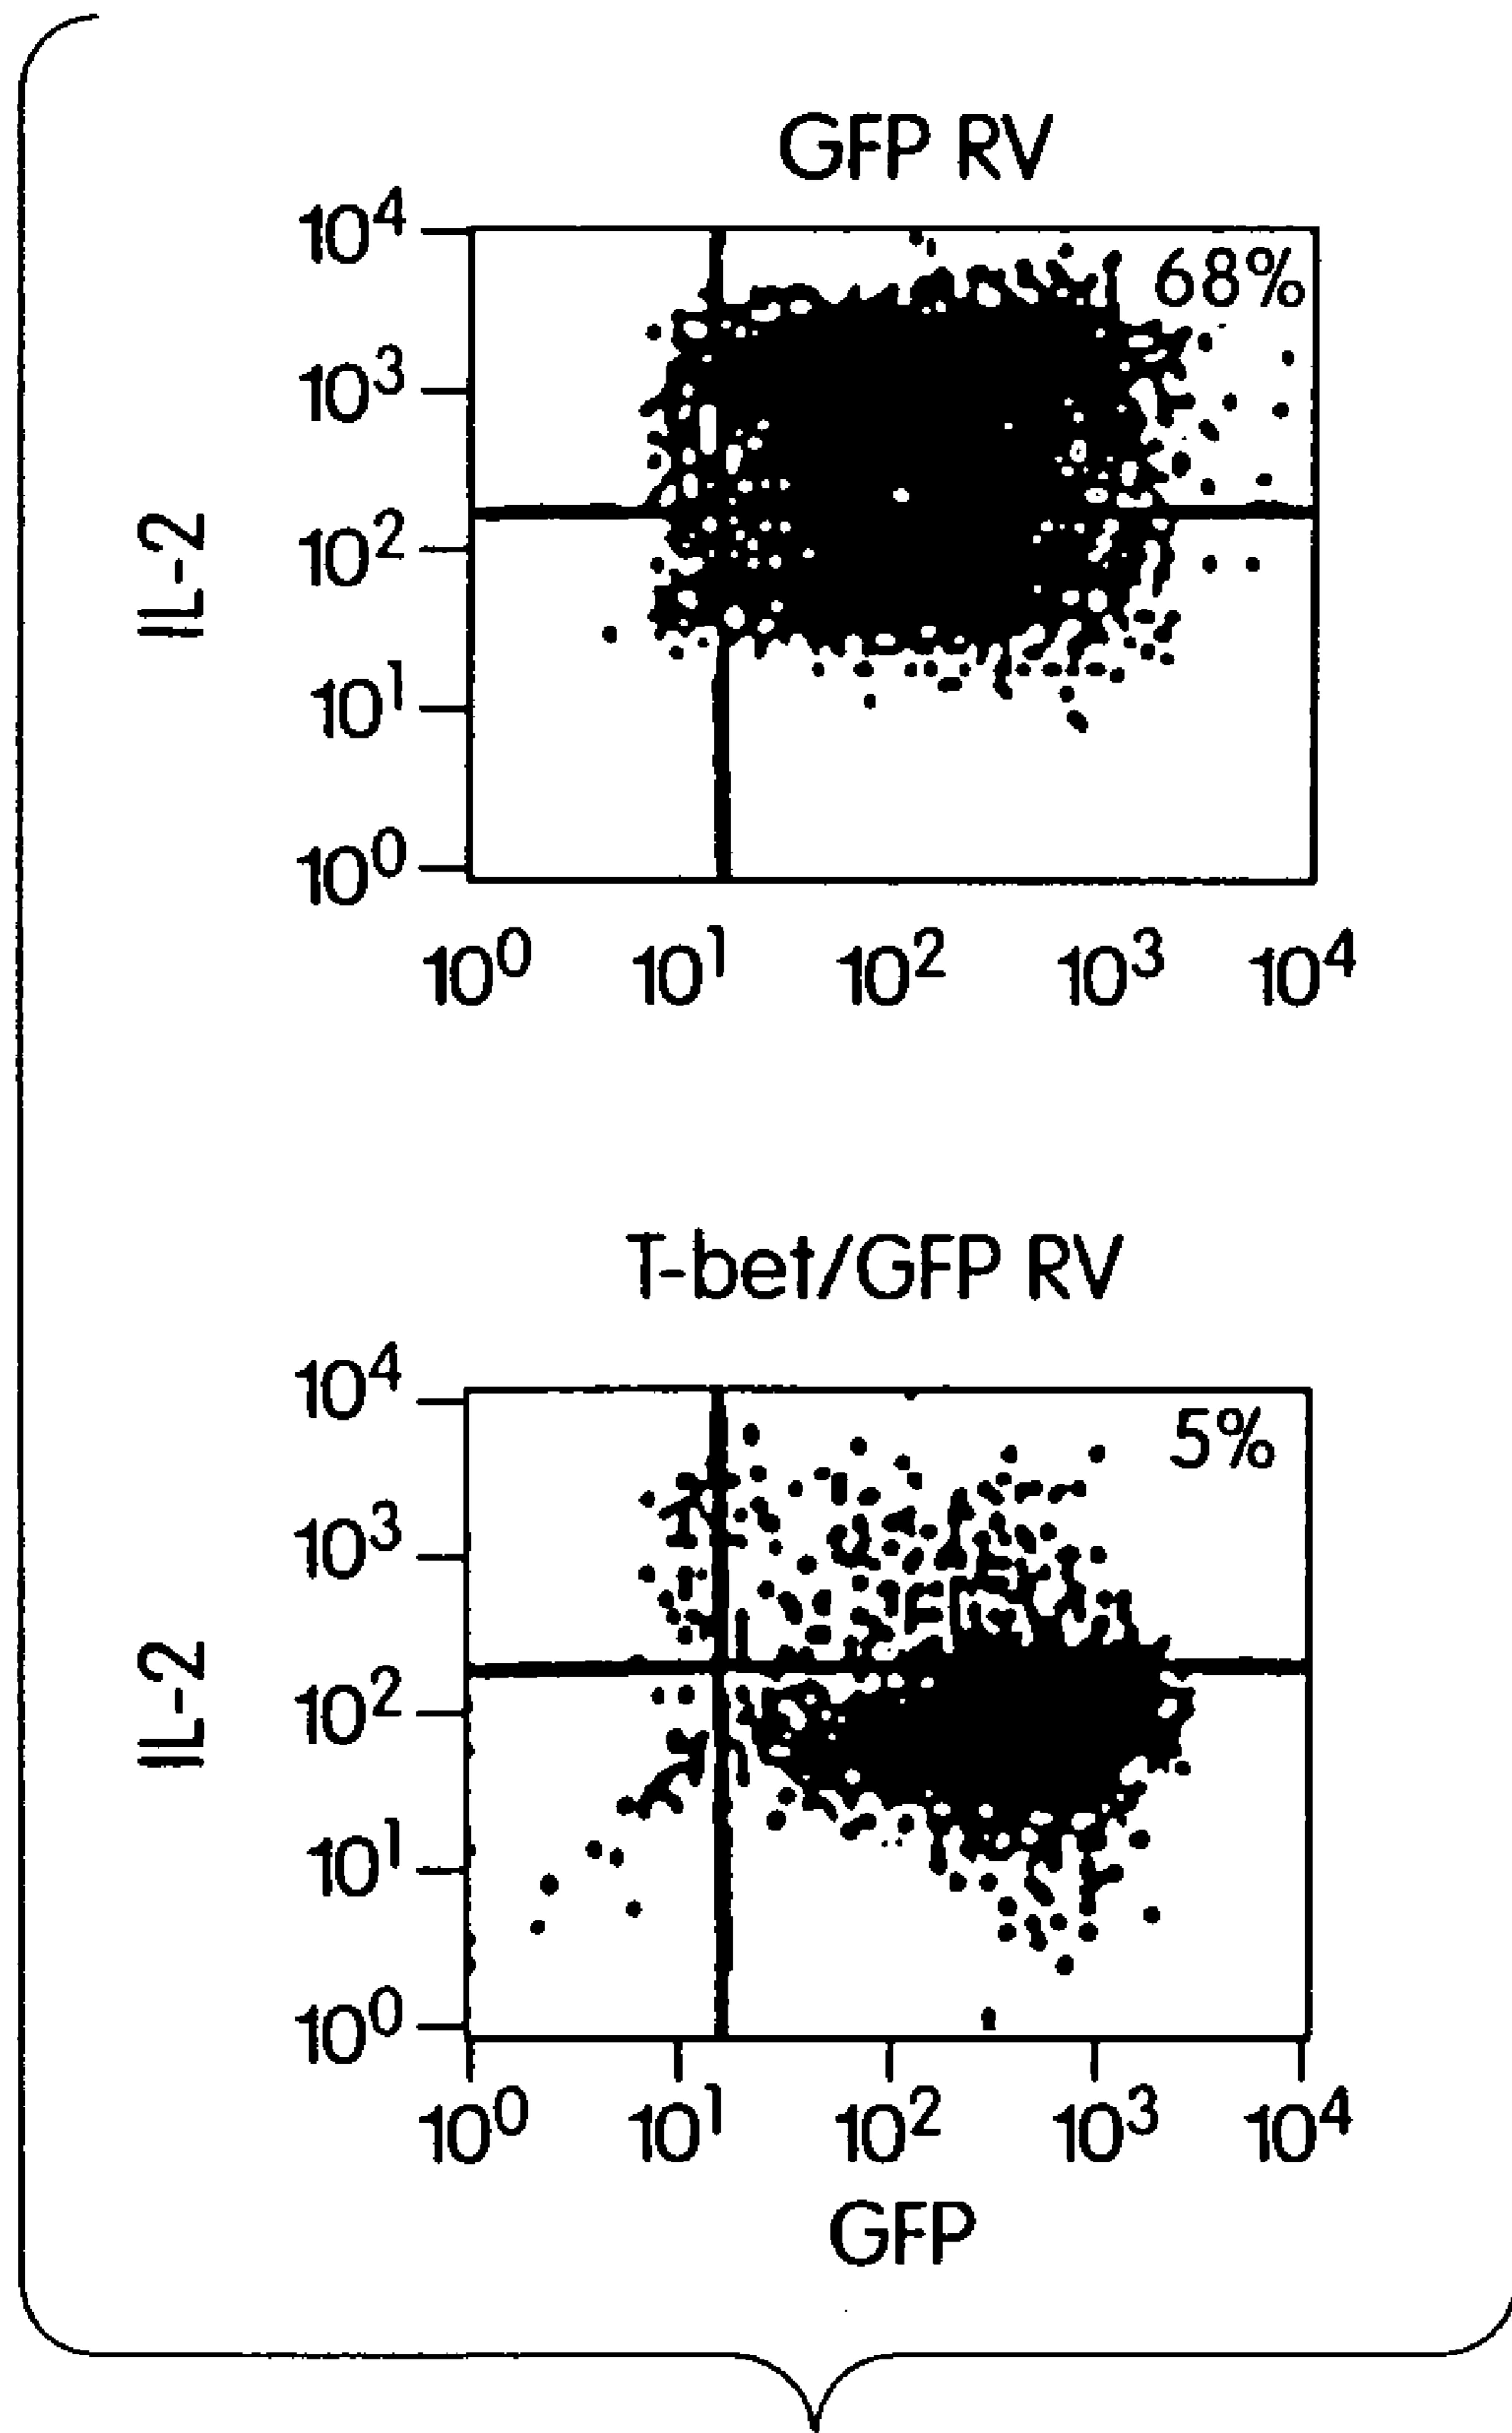 GFP RV
10⁴
68%
10³
10²
10¹
10⁰
IL-2
10⁰ 10¹ 10² 10³ 10⁴
T-bet/GFP RV
10⁴
5%
10³
10²
10¹
10⁰
IL-2
10⁰ 10¹ 10² 10³ 10⁴
GFP